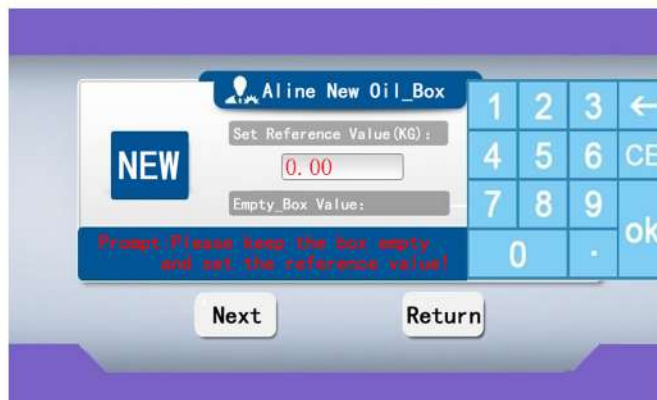 Aline New Oil_Box
Set Reference Value(KG):
0.00
NEW
Empty_Box Value:
Prompt:Please keep the box empty
and set the reference value!
Next
Return
1 2 3 ←
4 5 6 CE
7 8 9
0 . ok